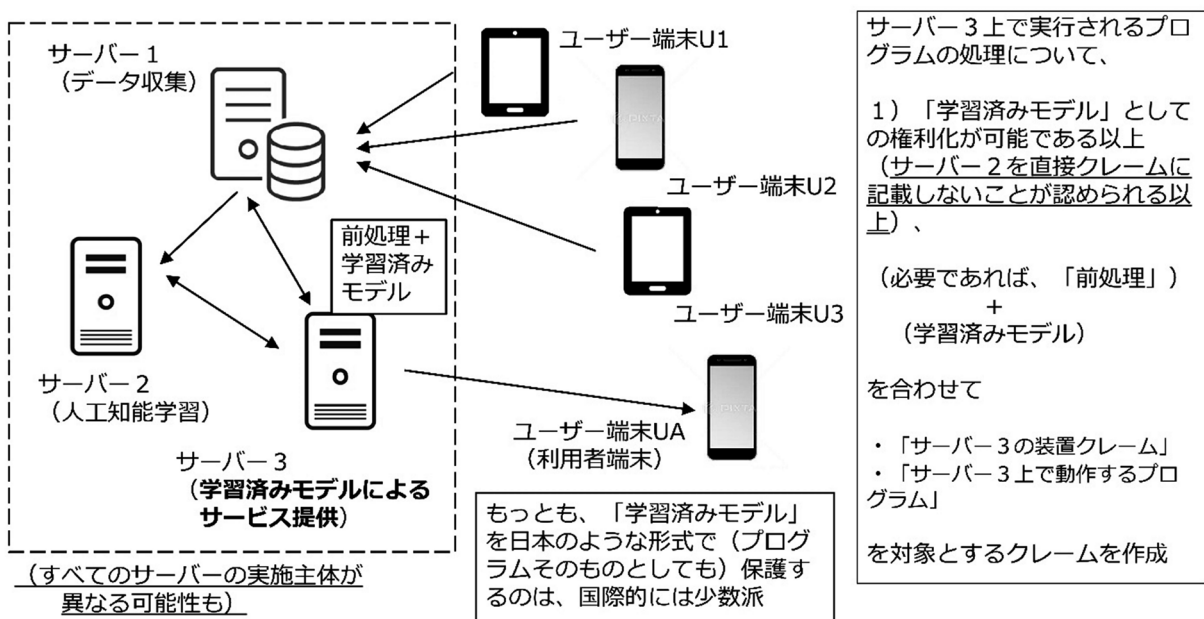 サーバー１
（データ収集）
ユーザー端末U1
ユーザー端末U2
前処理＋
学習済み
モデル
ユーザー端末U3
サーバー２
（人工知能学習）
サーバー３
（学習済みモデルによる
サービス提供）
ユーザー端末UA
（利用者端末）
（すべてのサーバーの実施主体が
異なる可能性も）
もっとも、「学習済みモデル」
を日本のような形式で（プログ
ラムそのものとしても）保護す
るのは、国際的には少数派
サーバー３上で実行されるプロ
グラムの処理について、
１）「学習済みモデル」として
の権利化が可能である以上
（サーバー２を直接クレームに
記載しないことが認められる以
上）、
（必要であれば、「前処理」）
＋
（学習済みモデル）
を合わせて
・「サーバー３の装置クレーム」
・「サーバー３上で動作するプロ
グラム」
を対象とするクレームを作成